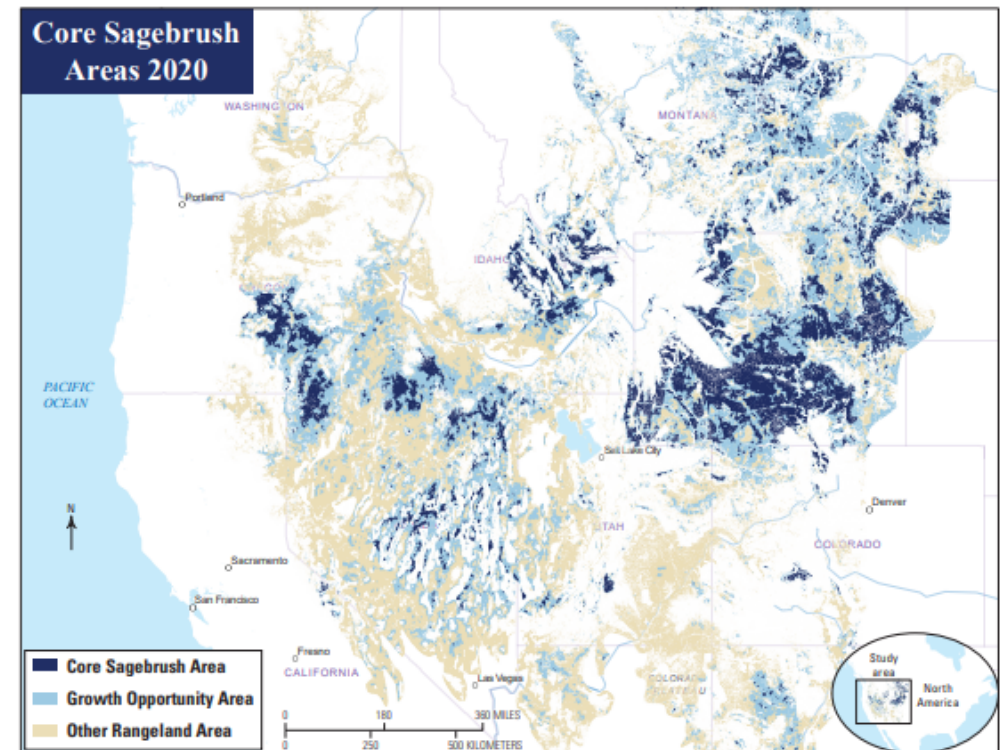 Core Sagebrush
Areas 2020
WASHINGTON
MONTANA
Portland
IDAHO
PACIFIC
OCEAN
Salt Lake City
N
Denver
UTAH
COLORADO
Sacramento
San Francisco
Fresno
CALIFORNIA
Las Vegas
COLORADO
PLATEAU
Core Sagebrush Area
Growth Opportunity Area
Other Rangeland Area
0 180 360 MILES
0 250 500 KILOMETERS
Study
area
North
America